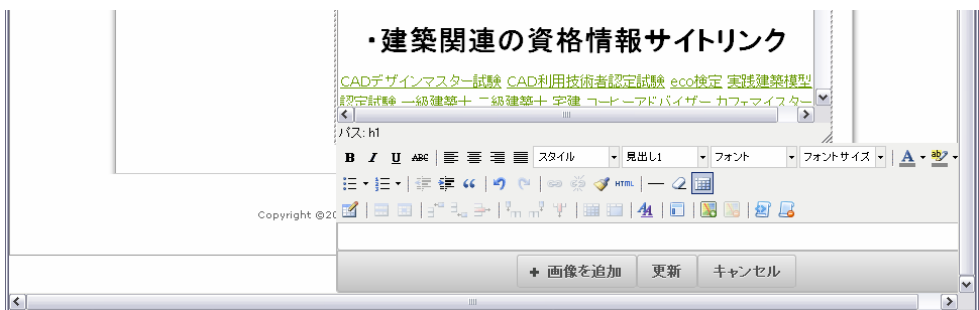 ・建築関連の資格情報サイトリンク
CADデザインマスター試験 CAD利用技術者認定試験 eco検定 実践建築模型
認定試験 一級建築士 二級建築士 宅建 コーヒーアドバイザー カフェマイスター
パス: h1
B I U ABC スタイル 見出し1 フォント フォントサイズ A ab
HTML
Copyright ©20
+ 画像を追加 更新 キャンセル